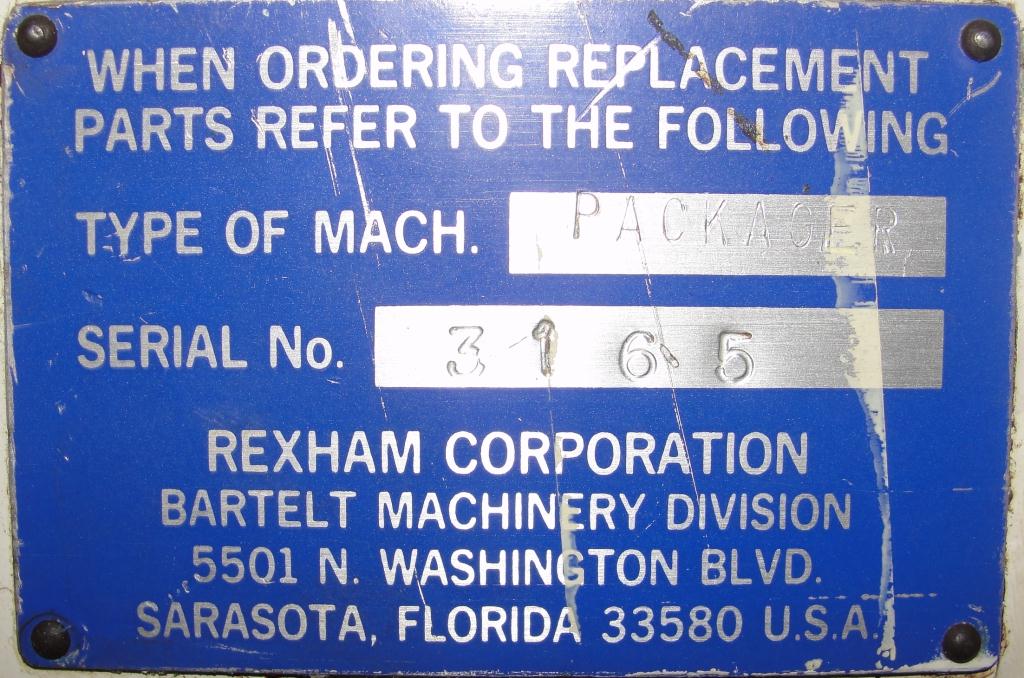 WHEN ORDERING REPLACEMENT
PARTS REFER TO THE FOLLOWING
TYPE OF MACH. PACKAGER
SERIAL No. 3165
REXHAM CORPORATION
BARTELT MACHINERY DIVISION
5501 N. WASHINGTON BLVD.
SARASOTA, FLORIDA 33580 U.S.A.